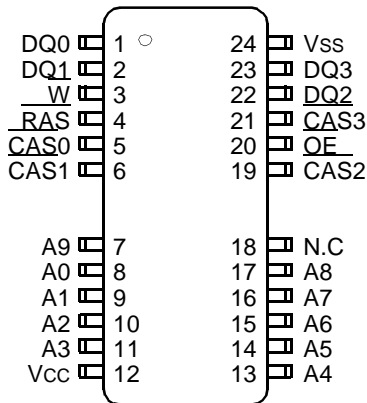 DQ0 1 24 VSS
DQ1 2 23 DQ3
W 3 22 DQ2
RAS 4 21 CAS3
CAS0 5 20 OE
CAS1 6 19 CAS2
A9 7 18 N.C
A0 8 17 A8
A1 9 16 A7
A2 10 15 A6
A3 11 14 A5
VCC 12 13 A4